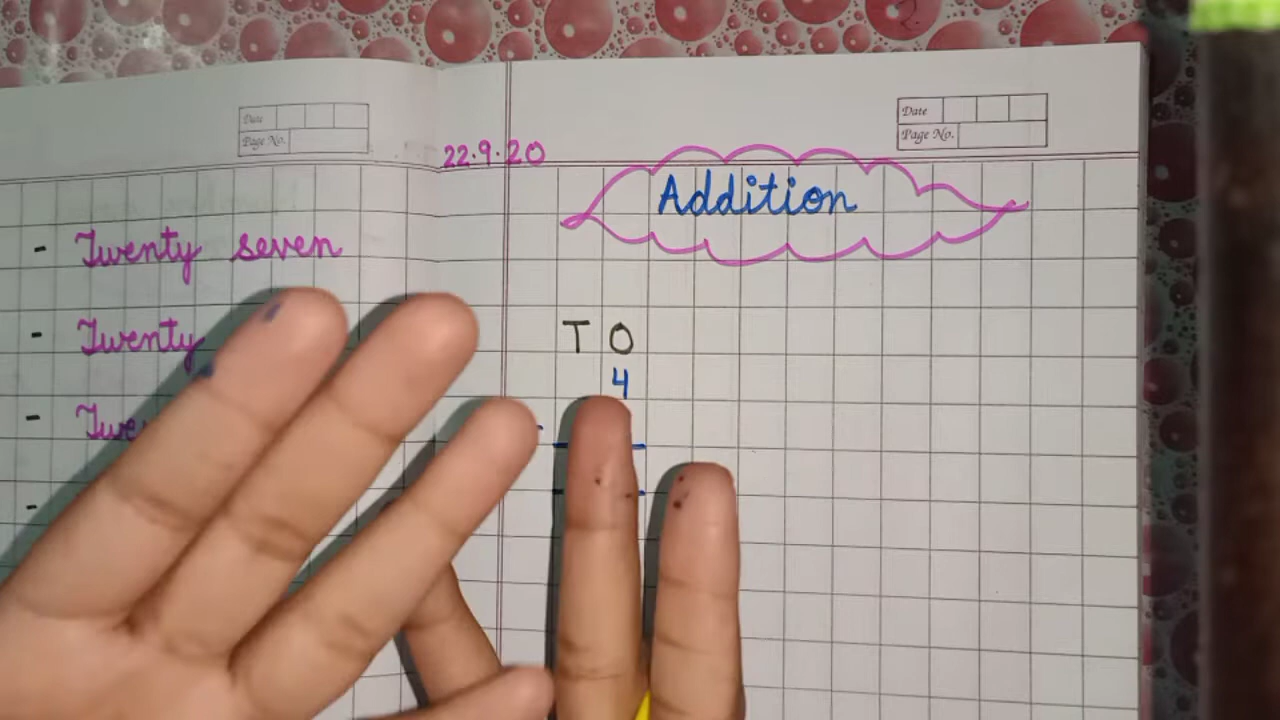 Date
Page No.
- Twenty seven
- Twenty
-
-
Date
Page No.
22.9.20
Addition
T O
4